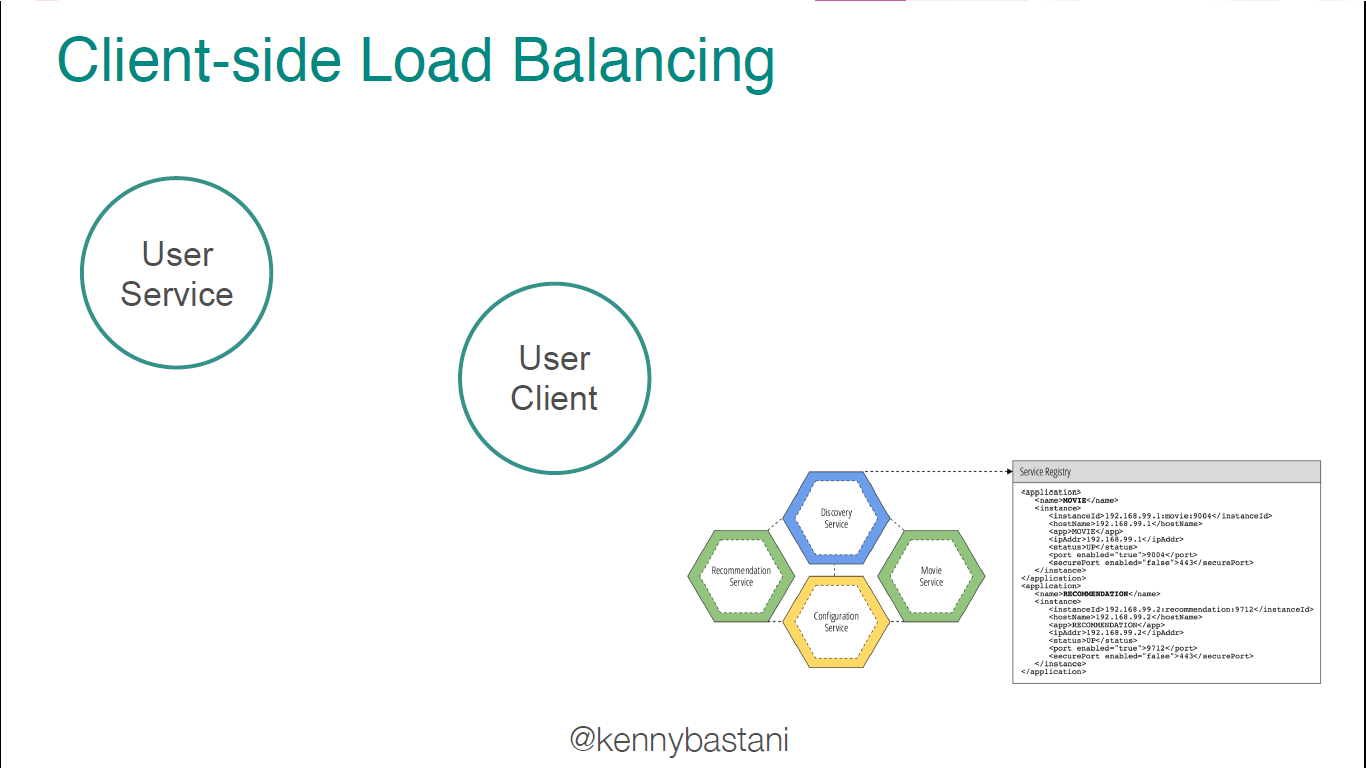 Client-side Load Balancing
User
Service
User
Client
Discovery
Service
Recommendation
Service
Movie
Service
Configuration
Service
Service Registry
<application>
<name>MOVIE</name>
<instance>
<instanceId>192.168.99.1:movie:9004</instanceId>
<hostName>192.168.99.1</hostName>
<app>MOVIE</app>
<ipAddr>192.168.99.1</ipAddr>
<status>UP</status>
<port enabled="true">9004</port>
<securePort enabled="false">443</securePort>
</instance>
</application>
<application>
<name>RECOMMENDATION</name>
<instance>
<instanceId>192.168.99.2:recommendation:9712</instanceId>
<hostName>192.168.99.2</hostName>
<app>RECOMMENDATION</app>
<ipAddr>192.168.99.2</ipAddr>
<status>UP</status>
<port enabled="true">9712</port>
<securePort enabled="false">443</securePort>
</instance>
</application>
@kennybastani